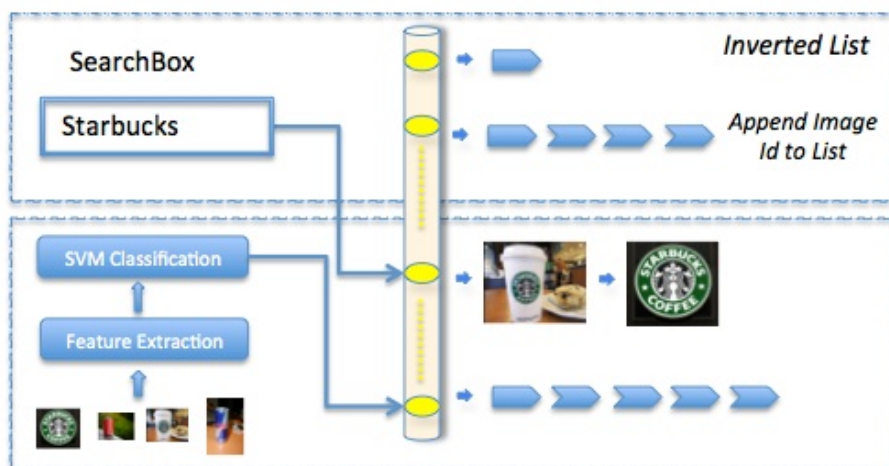 SearchBox
Starbucks
Inverted List
Append Image
Id to List
SVM Classification
Feature Extraction
STARBUCKS
COFFEE